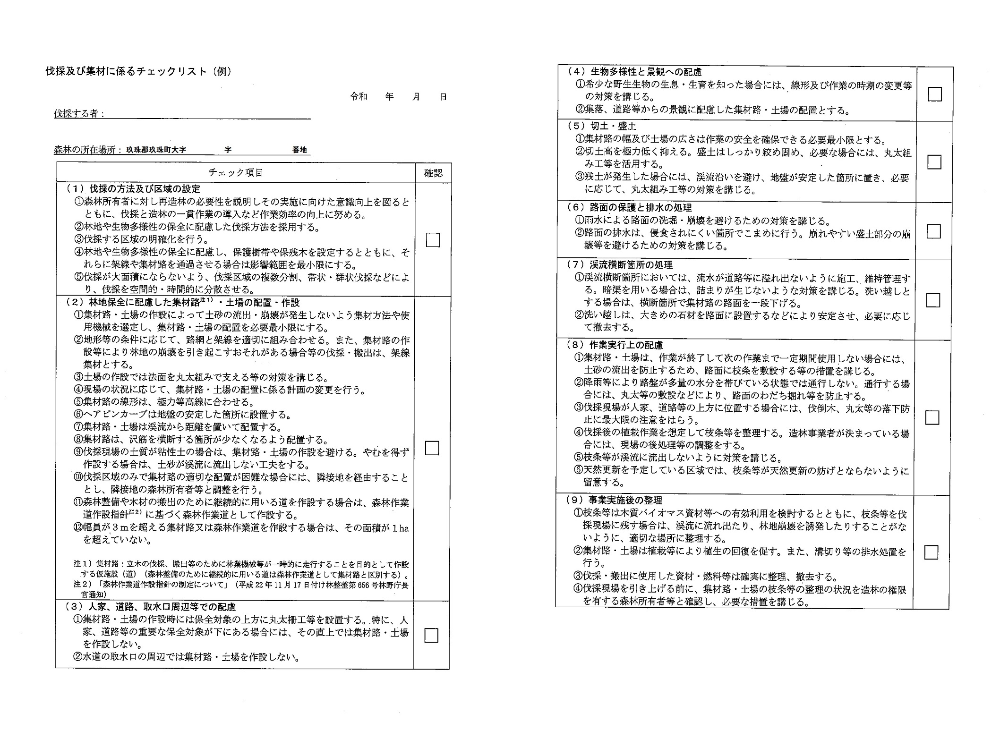 伐採及び集材に係るチェックリスト（例）
令和　年　月　日
伐採する者：
森林の所在場所：玖珠郡玖珠町大字　字　番地
チェック項目　確認
（1）伐採の方法及び区域の設定
①森林所有者に対し再造林の必要性を説明しその実施に向けた意識向上を図ると
ともに、伐採と造林の一貫作業の導入など作業効率の向上に努める。
②林地や生物多様性の保全に配慮した伐採方法を採用する。
③伐採する区域の明確化を行う。
④林地や生物多様性の保全に配慮し、保護樹帯や保残木を設定するとともに、そ
れらに架線や集材路を通過させる場合は影響範囲を最小限にする。
⑤伐採が大面積にならないよう、伐採区域の複数分割、帯状・群状伐採などによ
り、伐採を空間的・時間的に分散させる。
（2）林地保全に配慮した集材路注1）・土場の配置・作設
①集材路・土場の作設によって土砂の流出・崩壊が発生しないよう集材方法や使
用機械を選定し、集材路・土場の配置を必要最小限にする。
②地形等の条件に応じて、路網と架線を適切に組み合わせる。また、集材路の作
設等により林地の崩壊を引き起こすおそれがある場合等の伐採・搬出は、架線
集材とする。
③土場の作設では法面を丸太組みで支える等の対策を講じる。
④現場の状況に応じて、集材路・土場の配置に係る計画の変更を行う。
⑤集材路の線形は、極力等高線に合わせる。
⑥ヘアピンカーブは地盤の安定した箇所に設置する。
⑦集材路・土場は渓流から距離を置いて配置する。
⑧集材路は、沢筋を横断する箇所が少なくなるよう配置する。
⑨伐採現場の土質が粘性土の場合は、集材路・土場の作設を避ける。やむを得ず
作設する場合は、土砂が渓流に流出しない工夫をする。
⑩伐採区域のみで集材路の適切な配置が困難な場合には、隣接地を経由すること
とし、隣接地の森林所有者等と調整を行う。
⑪森林整備や木材の搬出のために継続的に用いる道を作設する場合は、森林作業
道作設指針注2）に基づく森林作業道として作設する。
⑫幅員が3mを超える集材路又は森林作業道を作設する場合は、その面積が1ha
を超えていない。
注1）集材路：立木の伐採、搬出等のために林業機械等が一時的に走行することを目的として作設
する仮施設（道）（森林整備のために継続的に用いる道は森林作業道として集材路と区別する）。
注2）「森林作業道作設指針の制定について」（平成22年11月17日付け林整整第656号林野庁長
官通知）
（3）人家、道路、取水口周辺等での配慮
①集材路・土場の作設時には保全対象の上方に丸太柵工等を設置する。特に、人
家、道路等の重要な保全対象が下にある場合には、その直上では集材路・土場
を作設しない。
②水道の取水口の周辺では集材路・土場を作設しない。
（4）生物多様性と景観への配慮
①希少な野生生物の生息・生育を知った場合には、線形及び作業の時期の変更等
の対策を講じる。
②集落、道路等からの景観に配慮した集材路・土場の配置とする。
（5）切土・盛土
①集材路の幅及び土場の広さは作業の安全を確保できる必要最小限とする。
②切土高を極力低く抑える。盛土はしっかり絞め固め、必要な場合には、丸太組
み工等を活用する。
③残土が発生した場合には、渓流沿いを避け、地盤が安定した箇所に置き、必要
に応じて、丸太組み工等の対策を講じる。
（6）路面の保護と排水の処理
①雨水による路面の洗堀・崩壊を避けるための対策を講じる。
②路面の排水は、侵食されにくい箇所でこまめに行う。崩れやすい盛土部分の崩
壊等を避けるための対策を講じる。
（7）渓流横断箇所の処理
①渓流横断箇所においては、流水が道路等に溢れ出ないように施工、維持管理す
る。暗渠を用いる場合は、詰まりが生じないような対策を講じる。洗い越しと
する場合は、横断箇所で集材路の路面を一段下げる。
②洗い越しは、大きめの石材を路面に設置するなどにより安定させ、必要に応じ
て撤去する。
（8）作業実行上の配慮
①集材路・土場は、作業が終了して次の作業まで一定期間使用しない場合には、
土砂の流出を防止するため、路面に枝条を敷設する等の措置を講じる。
②降雨等により路盤が多量の水分を帯びている状態では通行しない。通行する場
合には、丸太等の敷設などにより、路面のわだち掘れ等を防止する。
③伐採現場が人家、道路等の上方に位置する場合には、伐倒木、丸太等の落下防
止に最大限の注意をはらう。
④伐採後の植栽作業を想定して枝条等を整理する。造林事業者が決まっている場
合には、現場の後処理等の調整をする。
⑤枝条等が渓流に流出しないように対策を講じる。
⑥天然更新を予定している区域では、枝条等が天然更新の妨げとならないように
留意する。
（9）事業実施後の整理
①枝条等は木質バイオマス資材等への有効利用を検討するとともに、枝条等を伐
採現場に残す場合は、渓流に流れ出たり、林地崩壊を誘発したりすることがな
いように、適切な場所に整理する。
②集材路・土場は植栽等により植生の回復を促す。また、溝切り等の排水処置を
行う。
③伐採・搬出に使用した資材・燃料等は確実に整理、撤去する。
④伐採現場を引き上げる前に、集材路・土場の枝条等の整理の状況を造林の権限
を有する森林所有者等と確認し、必要な措置を講じる。